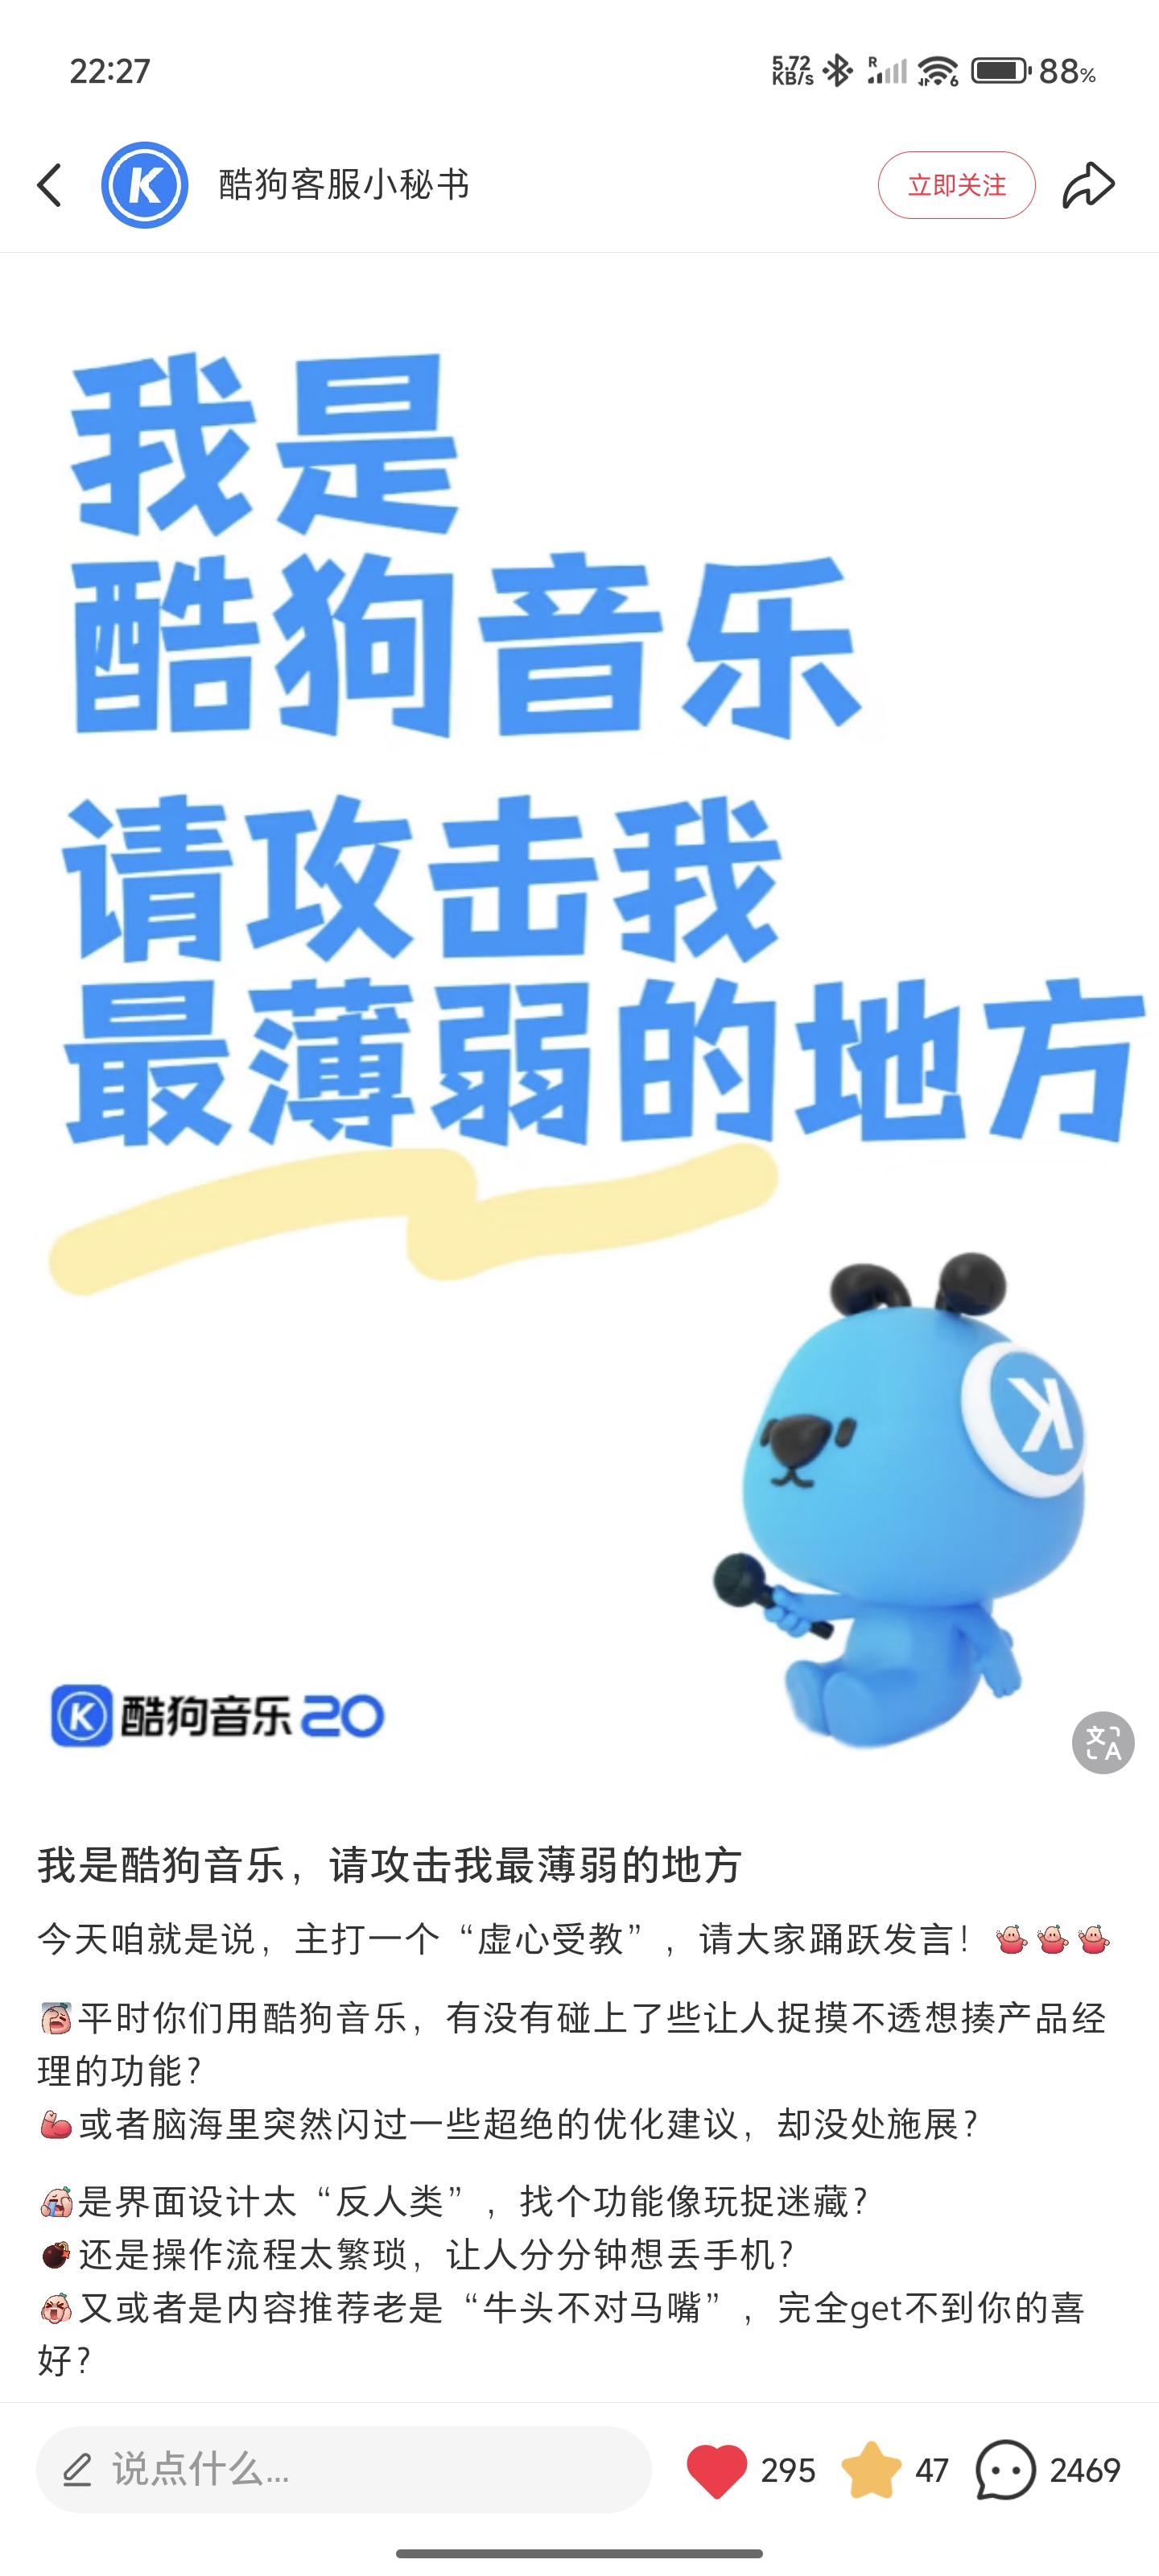 22:27
5.72
KB/s
R
6
88%
K
酷狗客服小秘书
立即关注
我是
酷狗音乐
请攻击我
最薄弱的地方
K
K
酷狗音乐 20
文A
我是酷狗音乐，请攻击我最薄弱的地方
今天咱就是说，主打一个“虚心受教”，请大家踊跃发言！
平时你们用酷狗音乐，有没有碰上了些让人捉摸不透想揍产品经
理的功能？
或者脑海里突然闪过一些超绝的优化建议，却没处施展？
是界面设计太“反人类”，找个功能像玩捉迷藏？
还是操作流程太繁琐，让人分分钟想丢手机？
又或者是内容推荐老是“牛头不对马嘴”，完全get不到你的喜
好？
说点什么...
295
47
2469